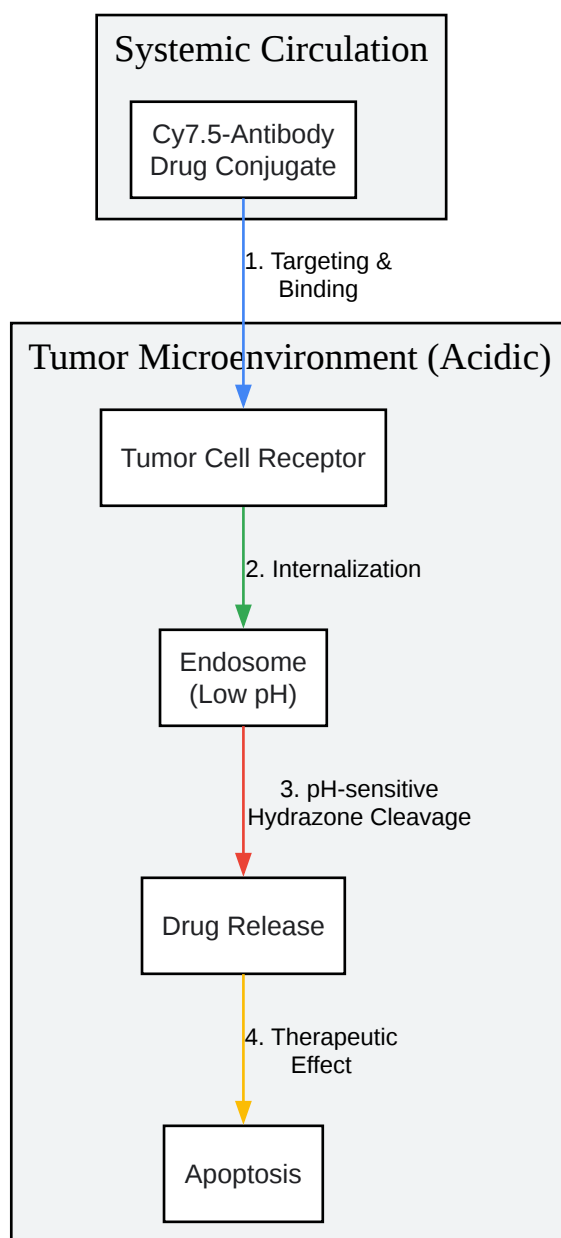 Systemic Circulation
Cy7.5-Antibody
Drug Conjugate
1. Targeting &
Binding
Tumor Microenvironment (Acidic)
Tumor Cell Receptor
2. Internalization
Endosome
(Low pH)
3. pH-sensitive
Hydrazone Cleavage
Drug Release
4. Therapeutic
Effect
Apoptosis